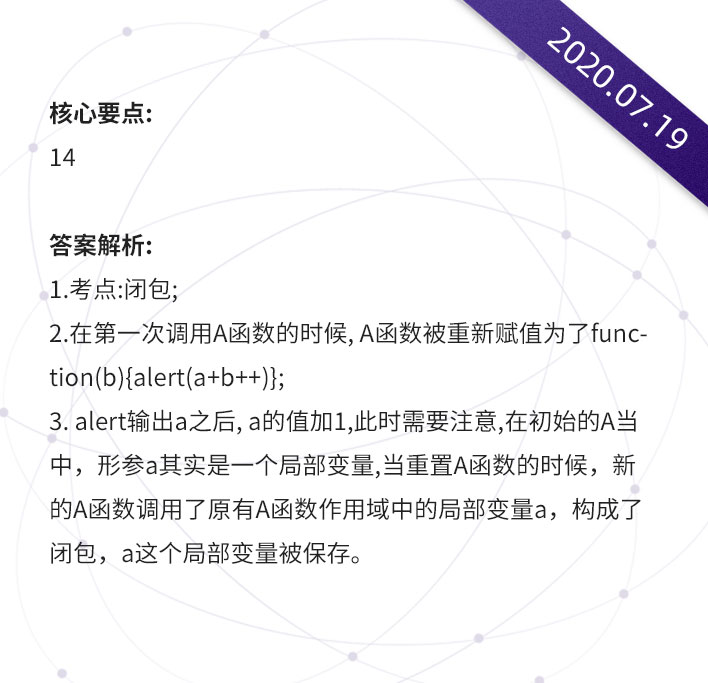 2020.07.19
核心要点:
14
答案解析:
1.考点:闭包;
2.在第一次调用A函数的时候, A函数被重新赋值为了func-
tion(b){alert(a+b++)};
3. alert输出a之后, a的值加1,此时需要注意,在初始的A当
中，形参a其实是一个局部变量,当重置A函数的时候，新
的A函数调用了原有A函数作用域中的局部变量a，构成了
闭包，a这个局部变量被保存。